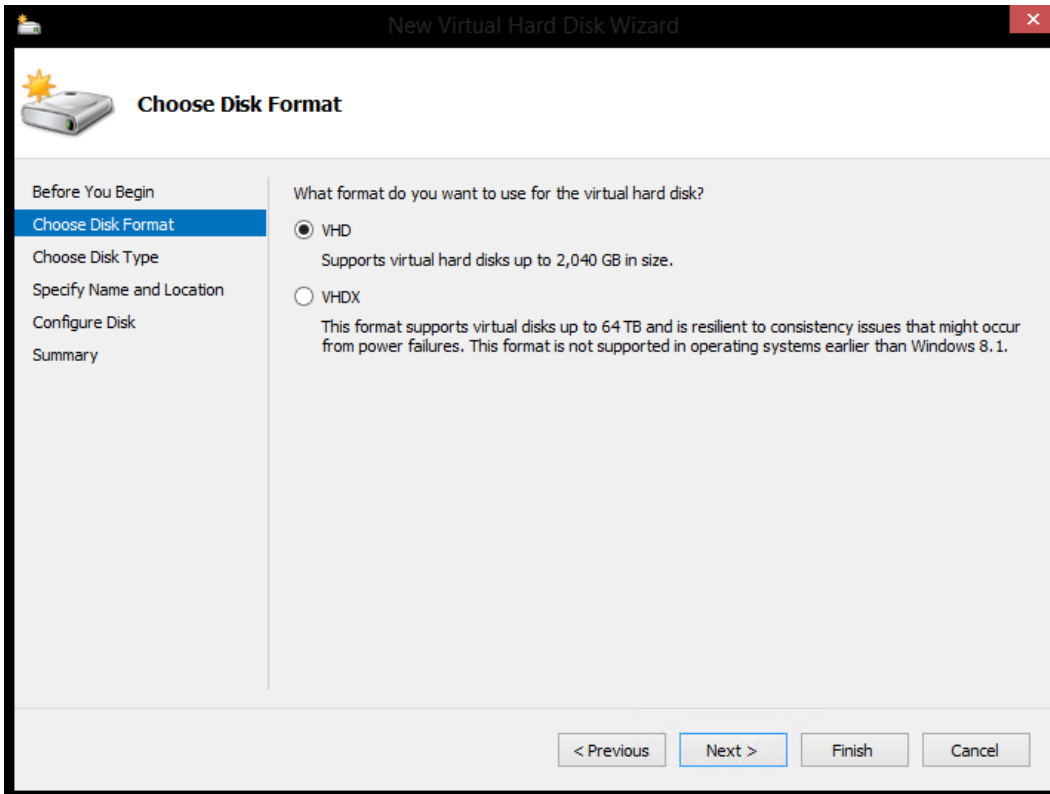 New Virtual Hard Disk Wizard
Choose Disk Format
Before You Begin
Choose Disk Format
Choose Disk Type
Specify Name and Location
Configure Disk
Summary
What format do you want to use for the virtual hard disk?
VHD
Supports virtual hard disks up to 2,040 GB in size.
VHDX
This format supports virtual disks up to 64 TB and is resilient to consistency issues that might occur
from power failures. This format is not supported in operating systems earlier than Windows 8.1.
< Previous
Next >
Finish
Cancel